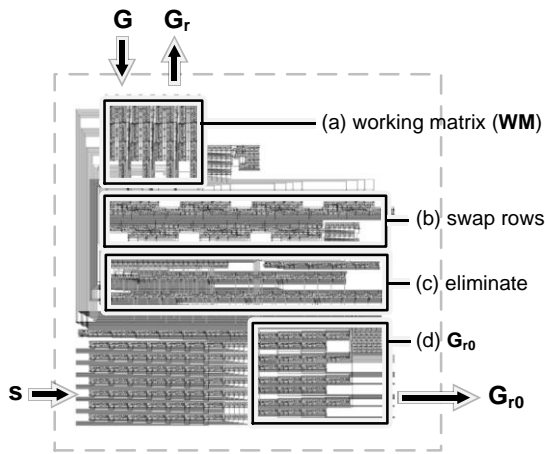 G Gr
(a) working matrix (WM)
(b) swap rows
(c) eliminate
(d) Gr0
s Gr0